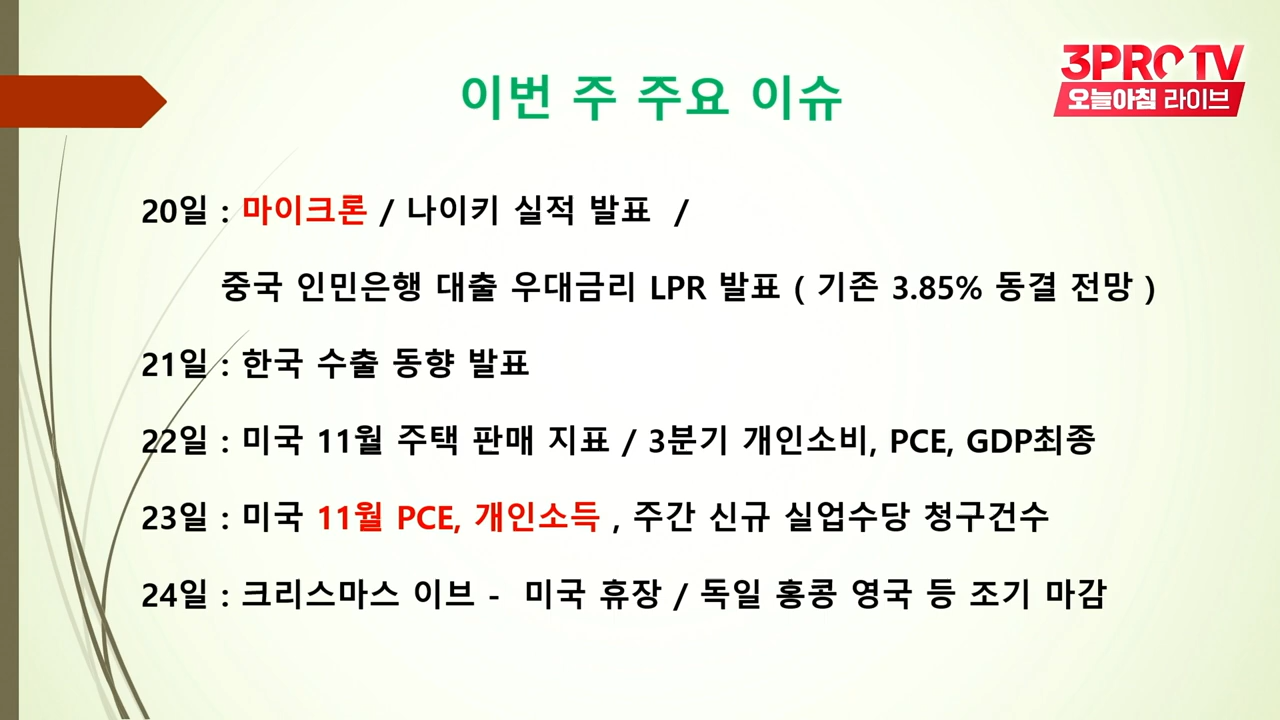 3PRO TV
오늘아침 라이브
이번 주 주요 이슈
20일 : 마이크론 / 나이키 실적 발표 /
중국 인민은행 대출 우대금리 LPR 발표 ( 기존 3.85% 동결 전망 )
21일 : 한국 수출 동향 발표
22일 : 미국 11월 주택 판매 지표 / 3분기 개인소비, PCE, GDP최종
23일 : 미국 11월 PCE, 개인소득 , 주간 신규 실업수당 청구건수
24일 : 크리스마스 이브 - 미국 휴장 / 독일 홍콩 영국 등 조기 마감